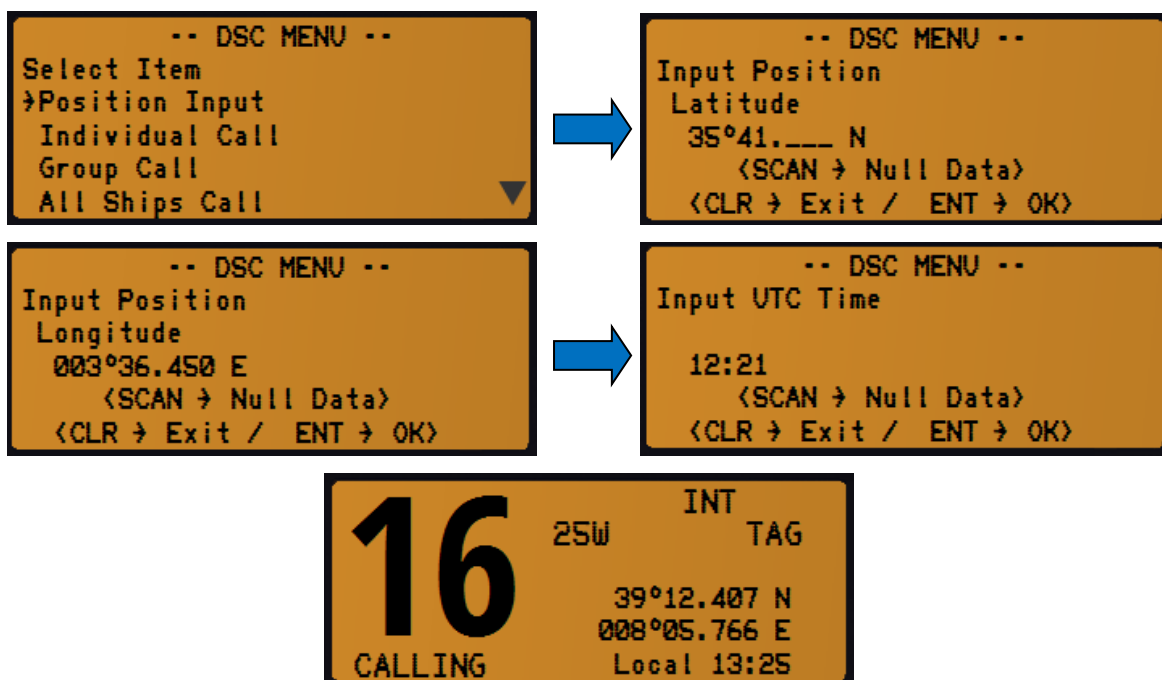 -- DSC MENU --
Select Item
→Position Input
Individual Call
Group Call
All Ships Call
-- DSC MENU --
Input Position
Latitude
35°41.___ N
<SCAN → Null Data>
<CLR → Exit / ENT → OK>
-- DSC MENU --
Input Position
Longitude
003°36.450 E
<SCAN → Null Data>
<CLR → Exit / ENT → OK>
-- DSC MENU --
Input UTC Time
12:21
<SCAN → Null Data>
<CLR → Exit / ENT → OK>
16
INT
25W TAG
39°12.407 N
008°05.766 E
CALLING Local 13:25